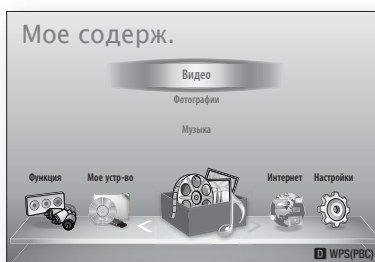 Мое содерж.
Видео
Фотографии
Музыка
Функция Мое устр-во Интернет Настройки
D WPS(PBC)